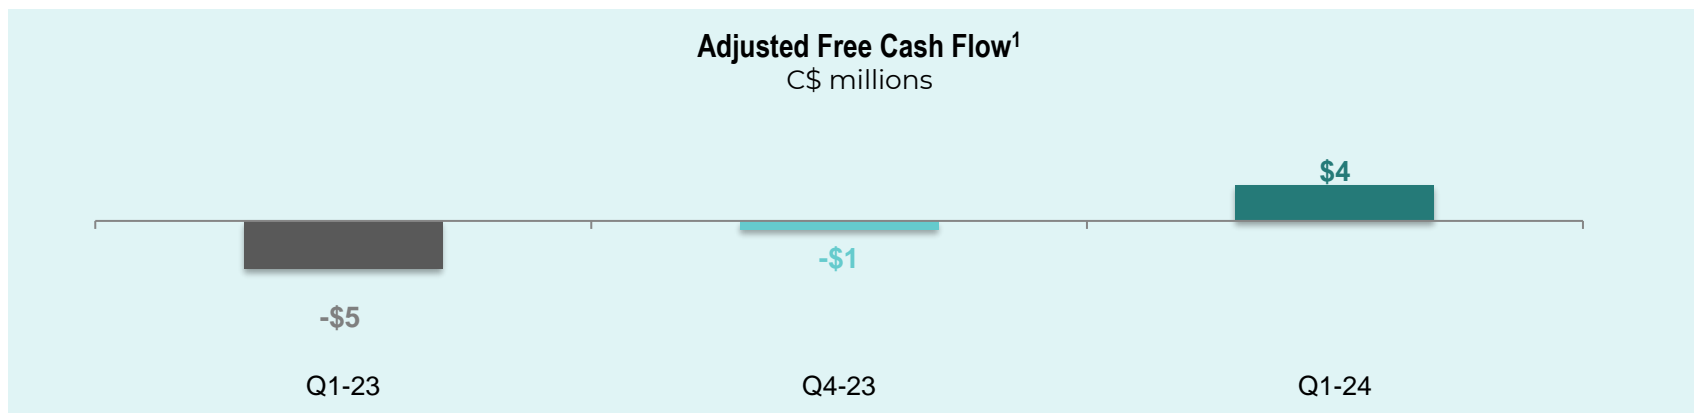 Adjusted Free Cash Flow¹
C$ millions
$4
-$1
-$5
Q1-23 Q4-23 Q1-24